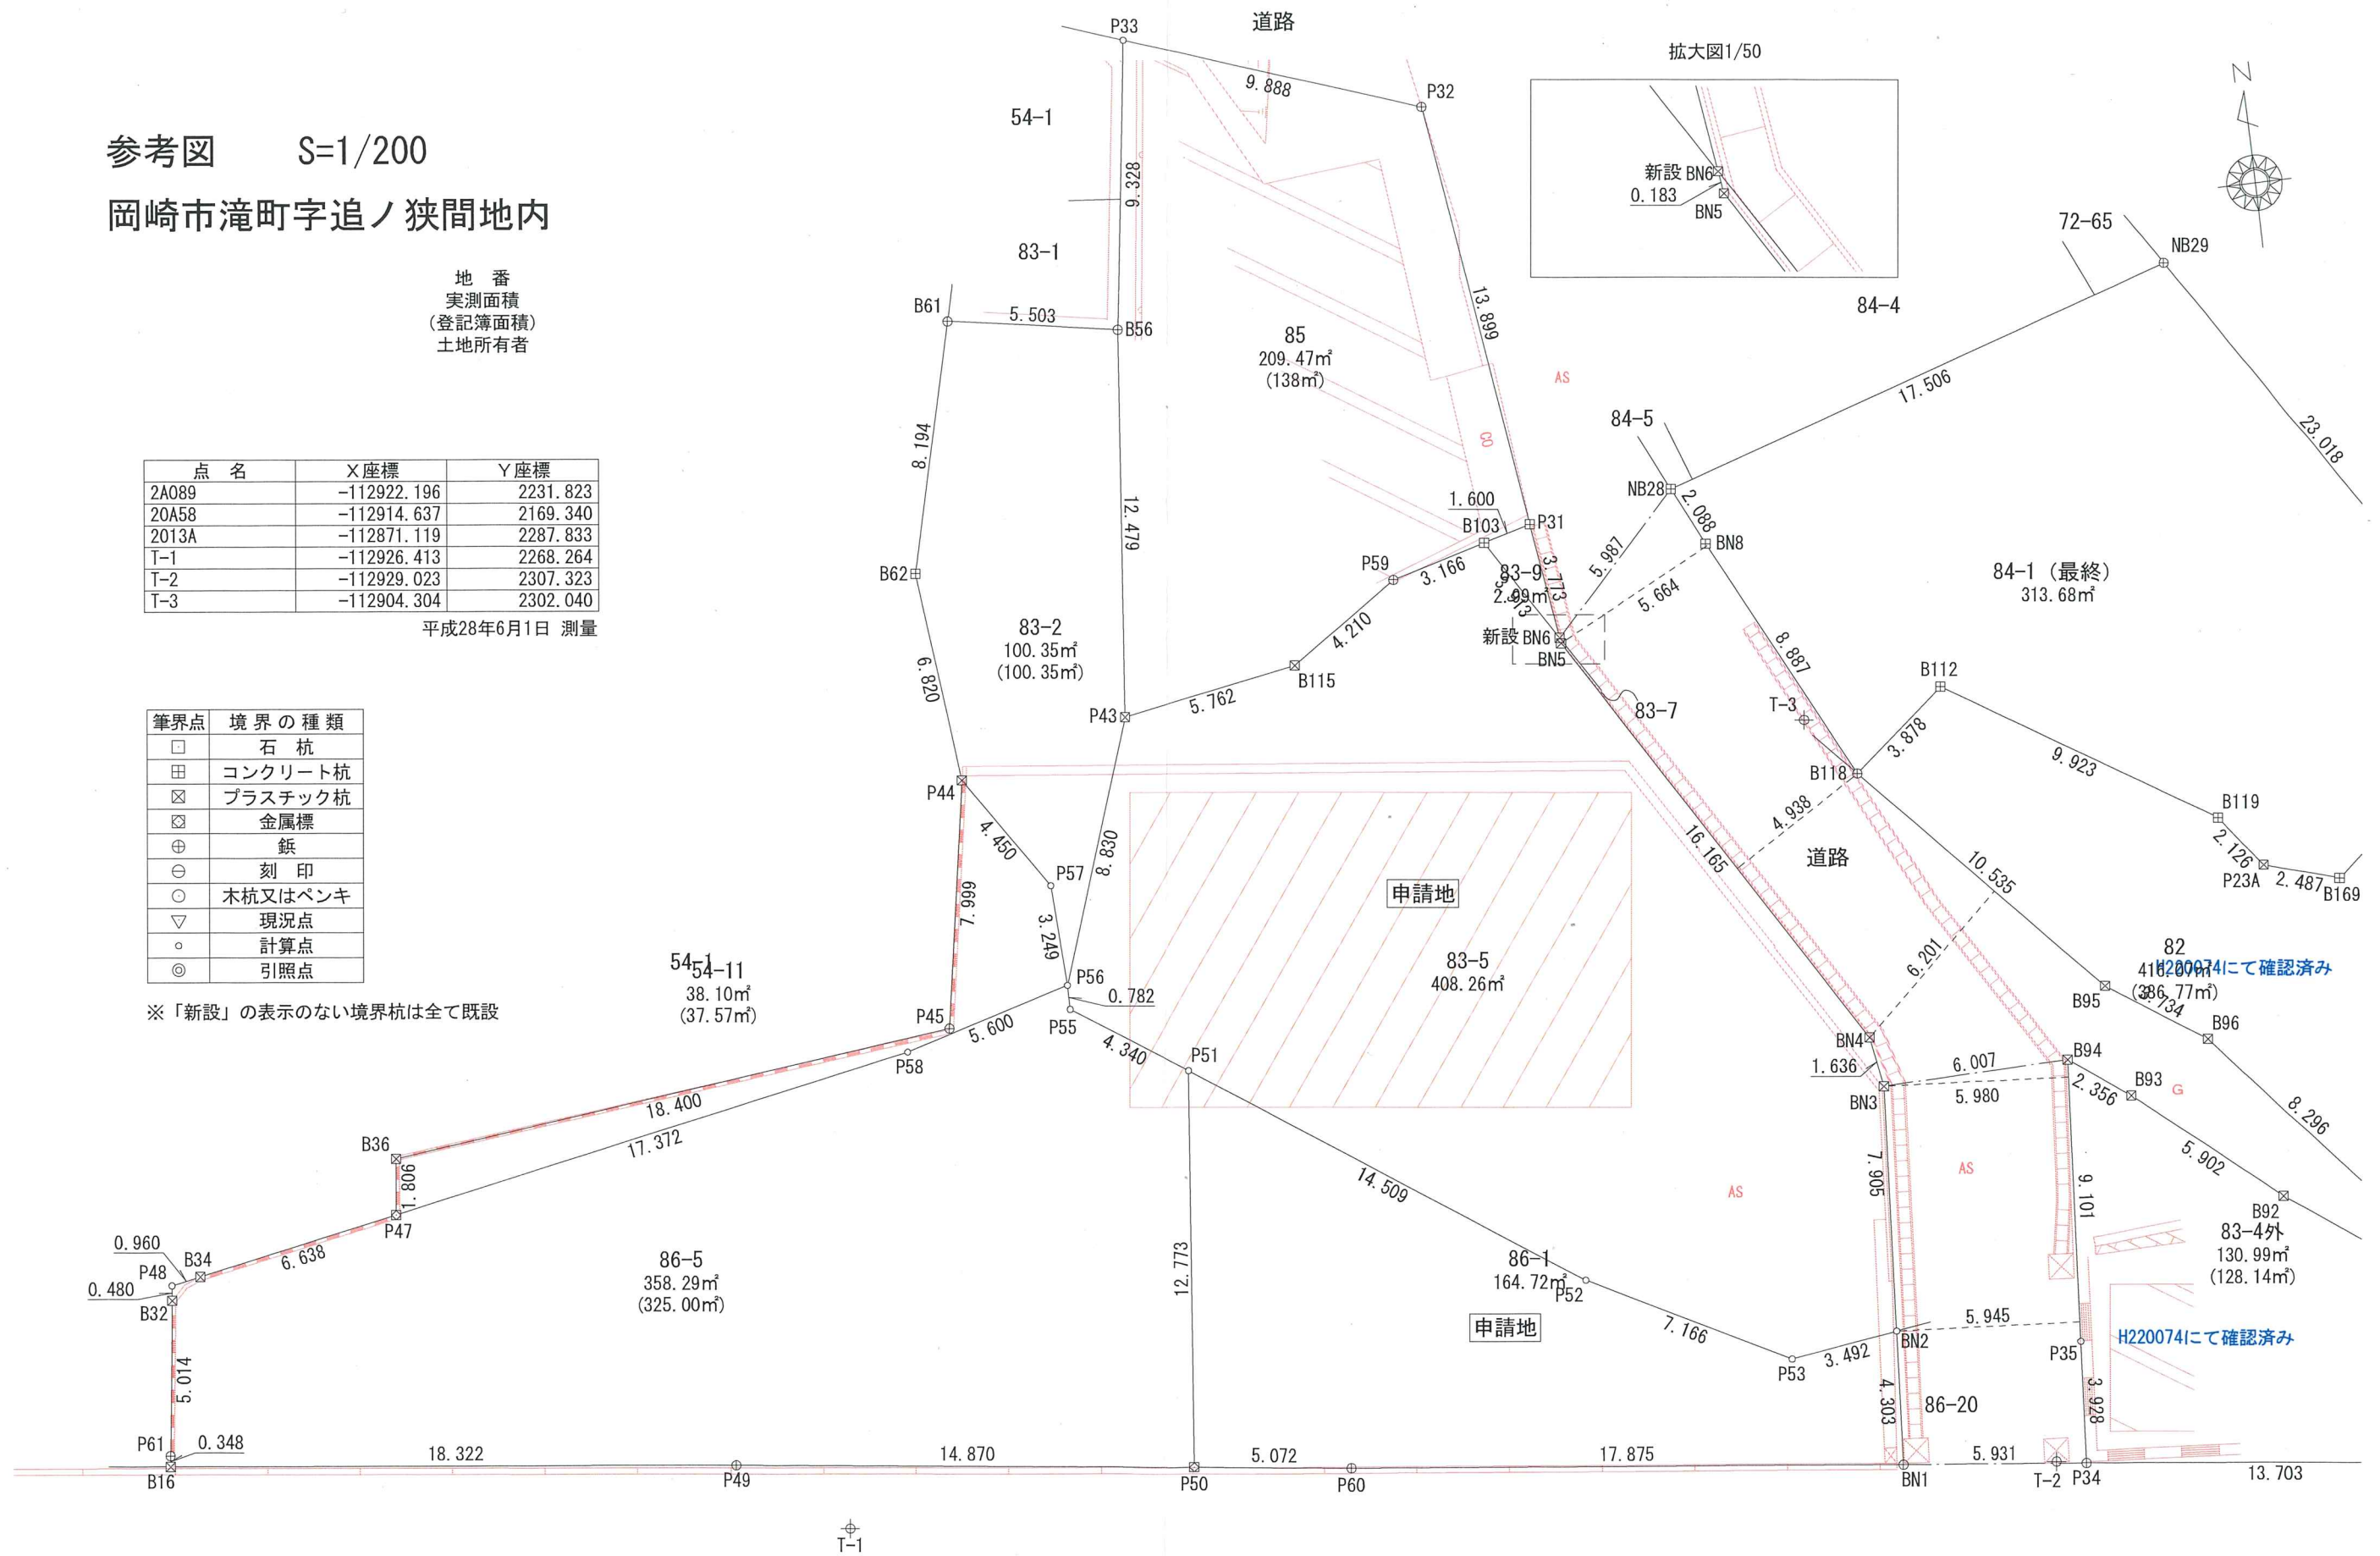 参考図 S=1/200
岡崎市滝町字追ノ狭間地内
地 番
実測面積
(登記簿面積)
土地所有者
点 名 X座標 Y座標
2A089 -112922.196 2231.823
20A58 -112914.637 2169.340
2013A -112871.119 2287.833
T-1 -112926.413 2268.264
T-2 -112929.023 2307.323
T-3 -112904.304 2302.040
平成28年6月1日 測量
筆界点 境界の種類
石 杭
コンクリート杭
プラスチック杭
金属標
鋲
刻 印
木杭又はペンキ
現況点
計算点
引照点
※「新設」の表示のない境界杭は全て既設
道路
P33
9.888
P32
54-1
9.328
83-1
B61
5.503
B56
85
209.47㎡
(138㎡)
13.899
AS
CO
拡大図1/50
新設 BN6
0.183
BN5
N
72-65
NB29
84-4
17.506
23.018
84-5
NB28
2.088
BN8
8.194
12.479
1.600
B103
P31
P59
3.166
83-9
2.99㎡
3.773
5.987
5.664
84-1 (最終)
313.68㎡
B62
6.820
83-2
100.35㎡
(100.35㎡)
4.210
新設 BN6
BN5
8.887
B112
B115
5.762
P43
83-7
T-3
3.878
9.923
B118
B119
2.126
P23A
2.487
B169
P44
4.450
8.830
16.165
4.938
道路
10.535
P57
7.999
3.249
申請地
83-5
408.26㎡
6.201
82
416.07㎡
(386.77㎡)
H220074にて確認済み
54-1
54-11
38.10㎡
(37.57㎡)
P56
0.782
P55
B95
B96
P45
5.600
P58
4.340
P51
BN4
1.636
6.007
B94
2.356
B93
G
BN3
5.980
8.296
18.400
17.372
B36
1.806
P47
14.509
7.905
AS
AS
9.101
5.902
B92
83-4外
130.99㎡
(128.14㎡)
0.960
B34
P48
6.638
0.480
B32
86-5
358.29㎡
(325.00㎡)
12.773
86-1
164.72㎡
P52
申請地
7.166
5.945
BN2
P35
H220074にて確認済み
P53
3.492
5.014
4.303
86-20
3.928
P61
0.348
18.322
14.870
5.072
17.875
5.931
B16
P49
P50
P60
BN1
T-2
P34
13.703
T-1